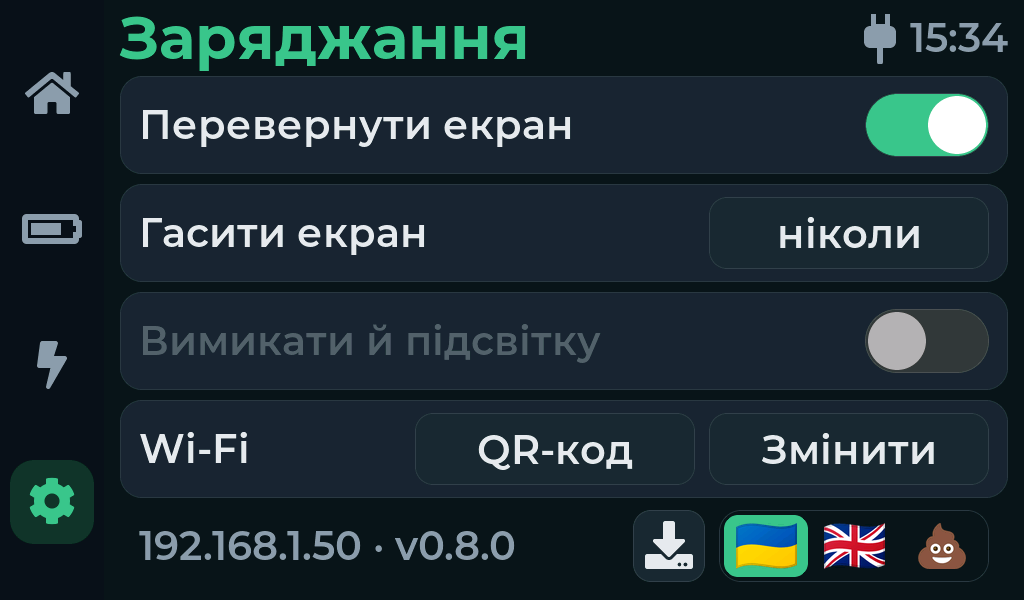 Заряджання 15:34
Перевернути екран
Гасити екран ніколи
Вимикати й підсвітку
Wi-Fi QR-код Змінити
192.168.1.50 · v0.8.0